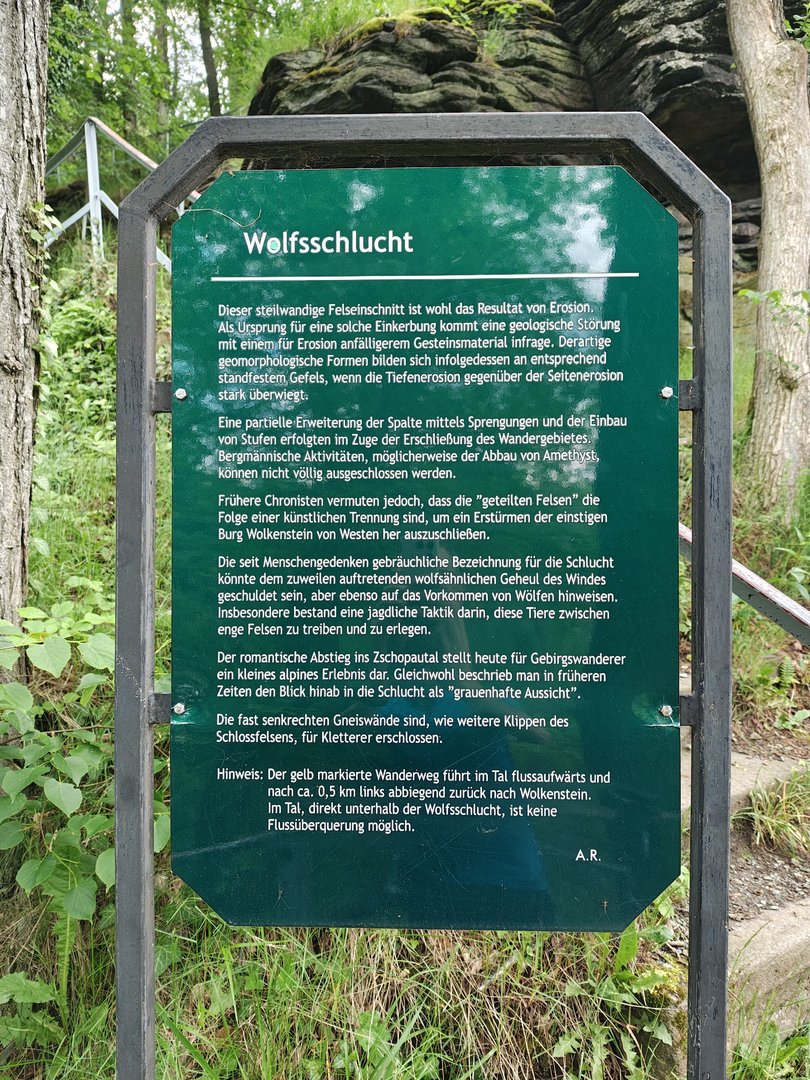 Wolfsschlucht
Dieser steilwandige Felseinschnitt ist wohl das Resultat von Erosion.
Als Ursprung für eine solche Einkerbung kommt eine geologische Störung
mit einem für Erosion anfälligerem Gesteinsmaterial infrage. Derartige
geomorphologische Formen bilden sich infolgedessen an entsprechend
standfestem Gefels, wenn die Tiefenerosion gegenüber der Seitenerosion
stark überwiegt.
Eine partielle Erweiterung der Spalte mittels Sprengungen und der Einbau
von Stufen erfolgten im Zuge der Erschließung des Wandergebietes.
Bergmännische Aktivitäten, möglicherweise der Abbau von Amethyst,
können nicht völlig ausgeschlossen werden.
Frühere Chronisten vermuten jedoch, dass die ”geteilten Felsen” die
Folge einer künstlichen Trennung sind, um ein Erstürmen der einstigen
Burg Wolkenstein von Westen her auszuschließen.
Die seit Menschengedenken gebräuchliche Bezeichnung für die Schlucht
könnte dem zuweilen auftretenden wolfsähnlichen Geheul des Windes
geschuldet sein, aber ebenso auf das Vorkommen von Wölfen hinweisen.
Insbesondere bestand eine jagdliche Taktik darin, diese Tiere zwischen
enge Felsen zu treiben und zu erlegen.
Der romantische Abstieg ins Zschopautal stellt heute für Gebirgswanderer
ein kleines alpines Erlebnis dar. Gleichwohl beschrieb man in früheren
Zeiten den Blick hinab in die Schlucht als ”grauenhafte Aussicht”.
Die fast senkrechten Gneiswände sind, wie weitere Klippen des
Schlossfelsens, für Kletterer erschlossen.
Hinweis: Der gelb markierte Wanderweg führt im Tal flussaufwärts und
nach ca. 0,5 km links abbiegend zurück nach Wolkenstein.
Im Tal, direkt unterhalb der Wolfsschlucht, ist keine
Flussüberquerung möglich.
A.R.